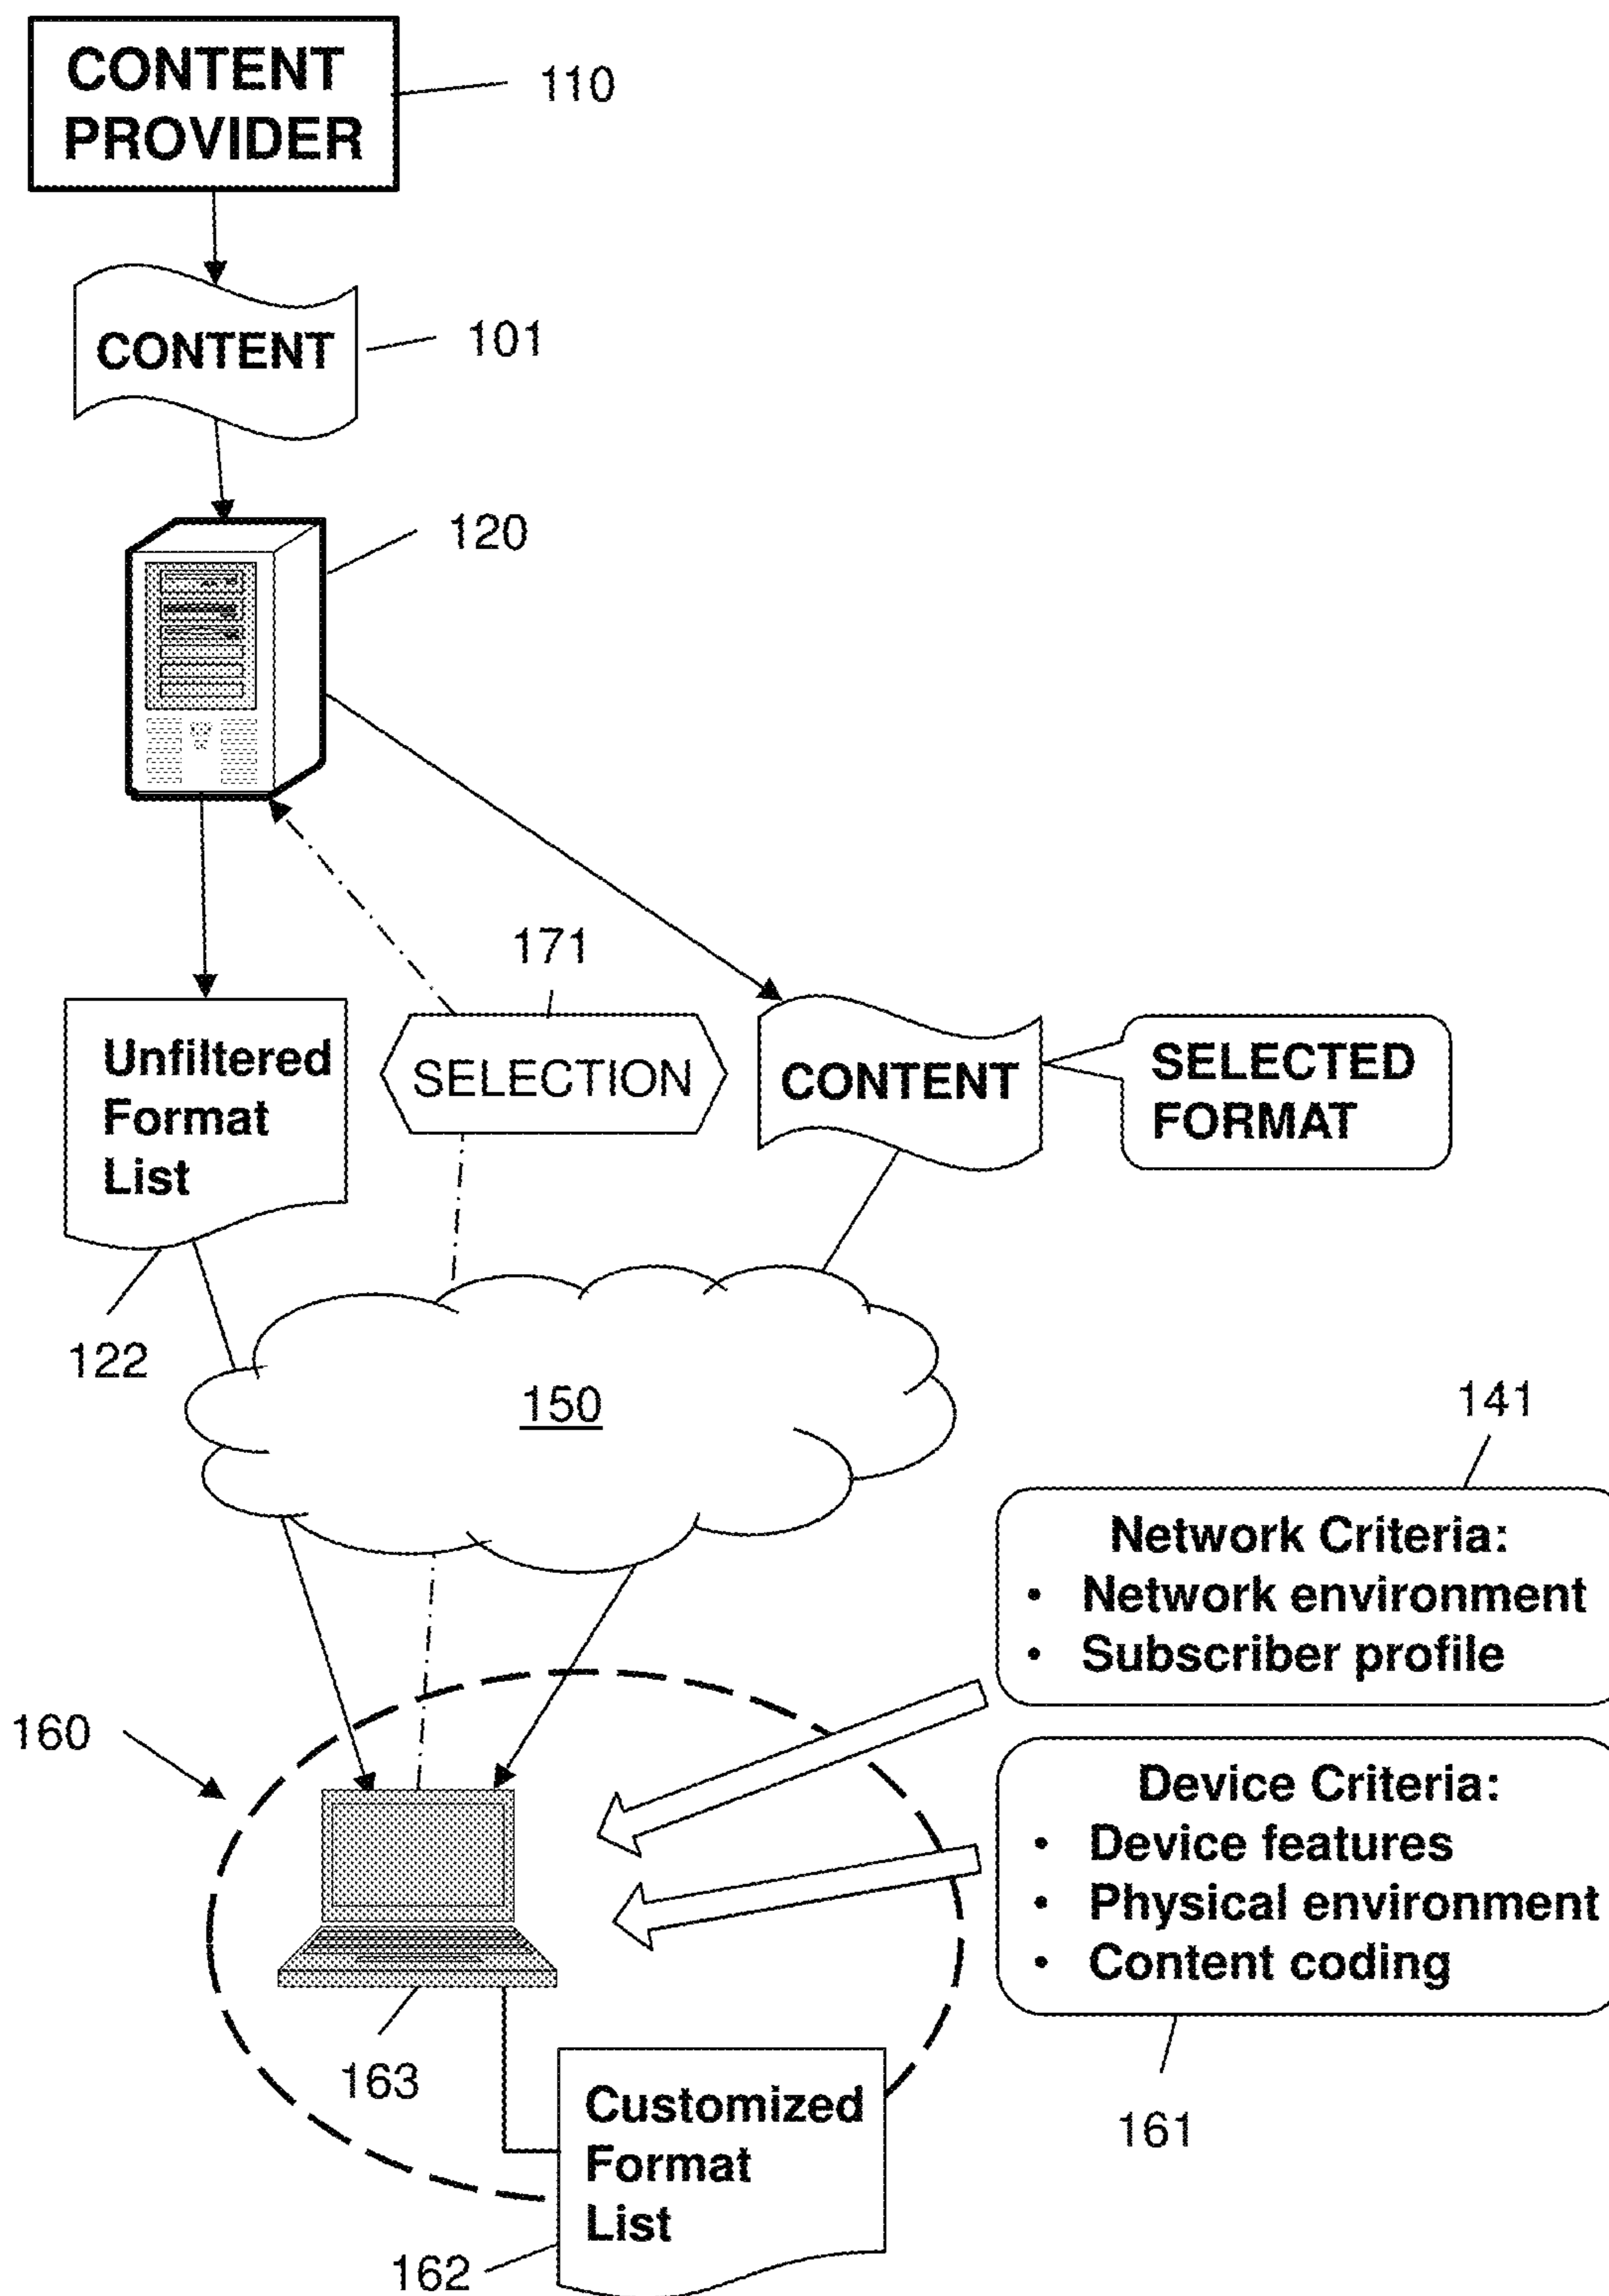 CONTENT
PROVIDER
110
CONTENT
101
120
171
Unfiltered
Format
List
SELECTION
CONTENT
SELECTED
FORMAT
122
150
141
Network Criteria:
• Network environment
• Subscriber profile
160
Device Criteria:
• Device features
• Physical environment
• Content coding
163
161
Customized
Format
List
162